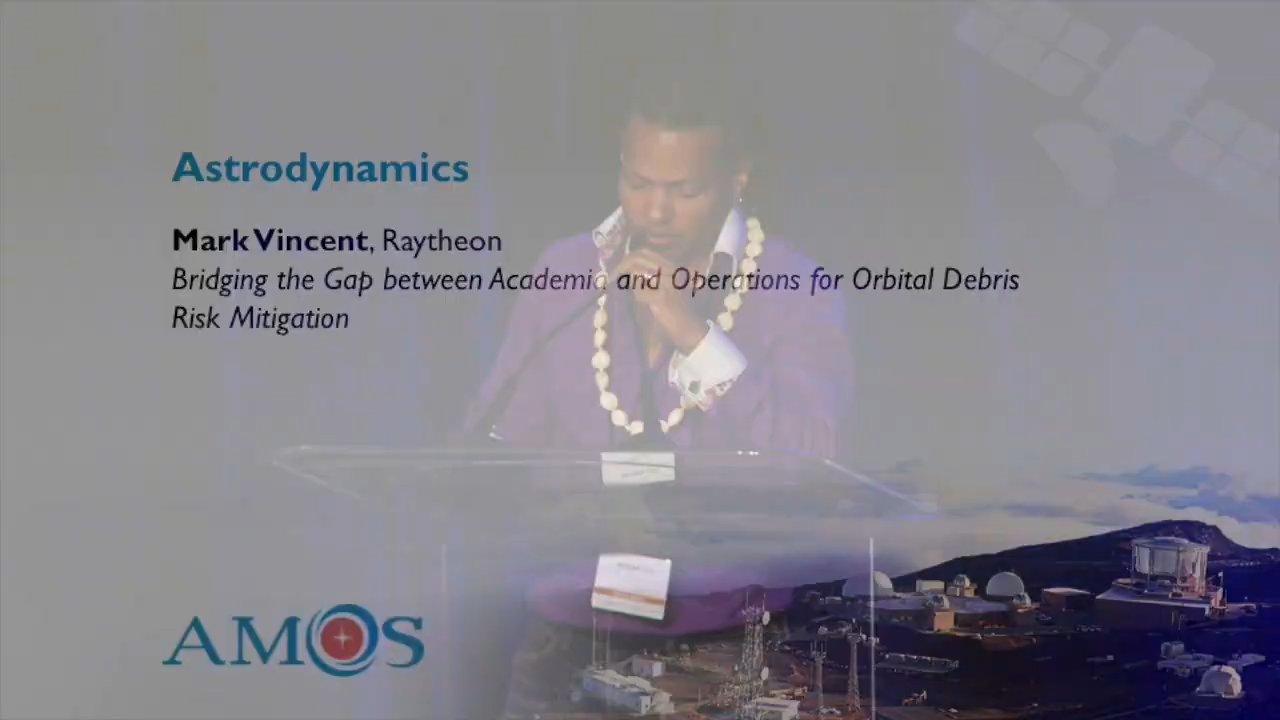 Astrodynamics
Mark Vincent, Raytheon
Bridging the Gap between Academia and Operations for Orbital Debris
Risk Mitigation
AMOS